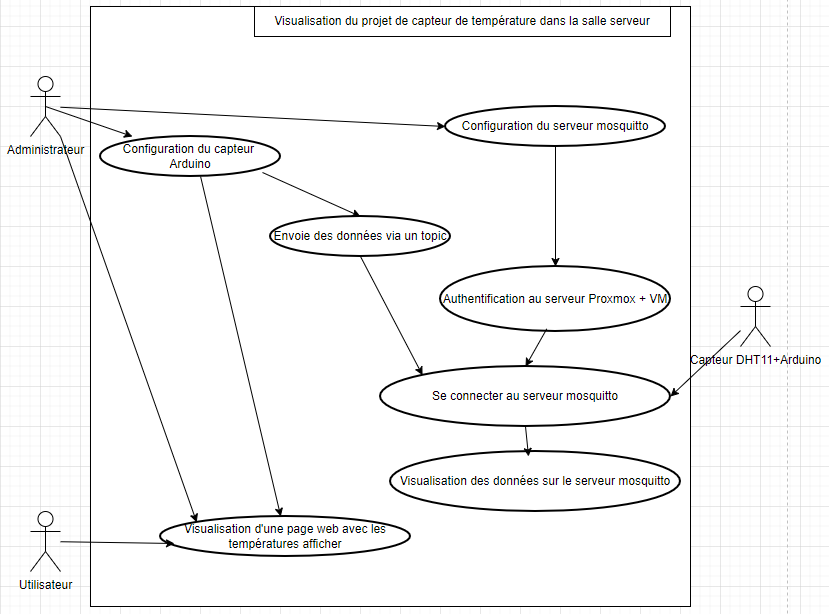 Visualisation du projet de capteur de température dans la salle serveur
Administrateur
Configuration du serveur mosquitto
Configuration du capteur
Arduino
Envoie des données via un topic
Authentification au serveur Proxmox + VM
Capteur DHT11+Arduino
Se connecter au serveur mosquitto
Visualisation des données sur le serveur mosquitto
Visualisation d'une page web avec les
températures afficher
Utilisateur